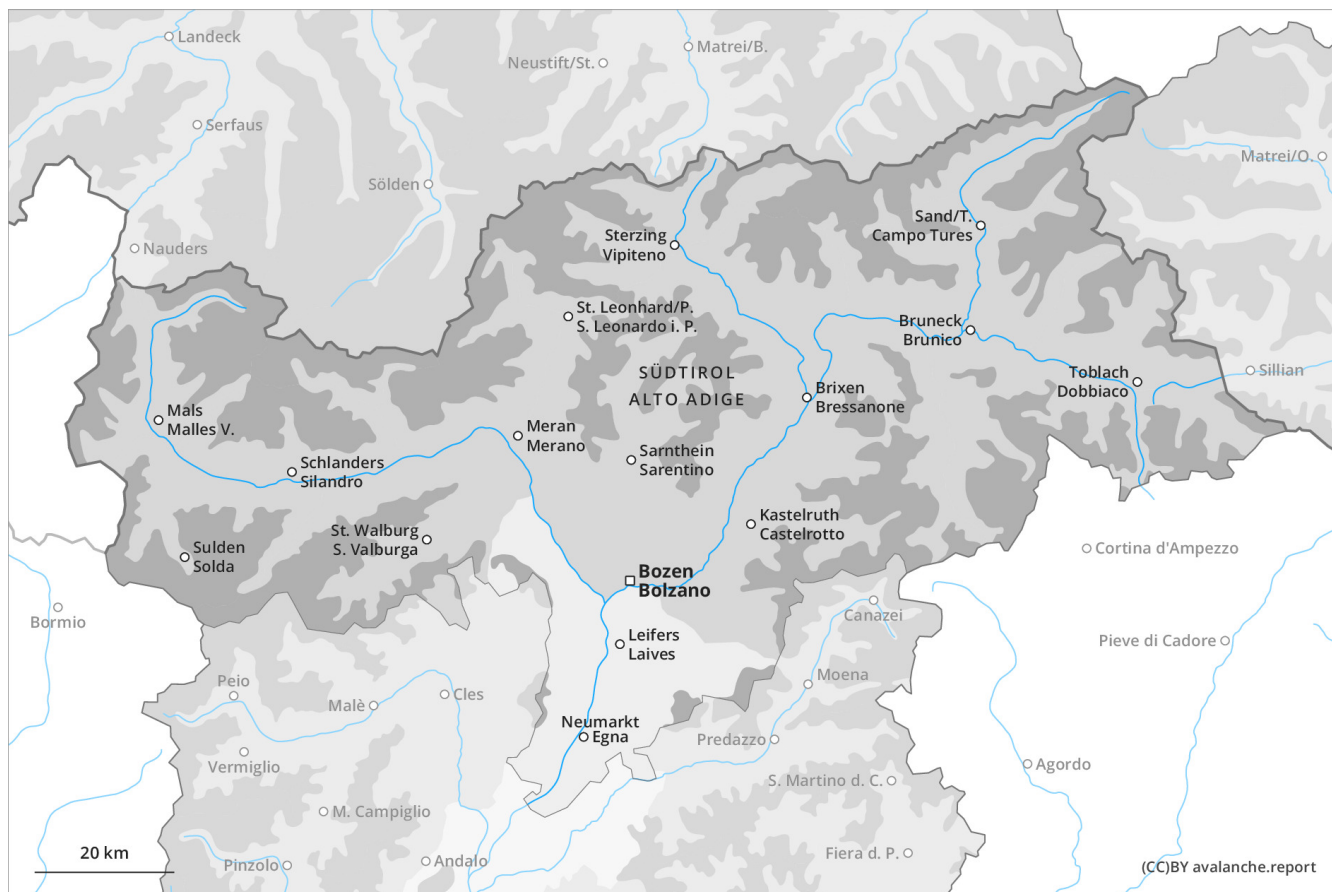 Landeck
Matrei/B.
Neustift/St.
Serfaus
Matrei/O.
Sölden
Sand/T.
Campo Tures
Nauders
Sterzing
Vipiteno
St. Leonhard/P.
S. Leonardo i. P.
Bruneck
Brunico
SÜDTIROL
ALTO ADIGE
Toblach
Dobbiaco
Sillian
Brixen
Bressanone
Mals
Malles V.
Meran
Merano
Sarnthein
Sarentino
Schlanders
Silandro
Kastelruth
Castelrotto
St. Walburg
S. Valburga
Sulden
Solda
Cortina d'Ampezzo
Bozen
Bolzano
Bormio
Canazei
Leifers
Laives
Pieve di Cadore
Peio
Moena
Malè
Cles
Neumarkt
Egna
Predazzo
Vermiglio
Agordo
S. Martino d. C.
M. Campiglio
20 km
Pinzolo
Andalo
Fiera d. P.
(CC)BY avalanche.report